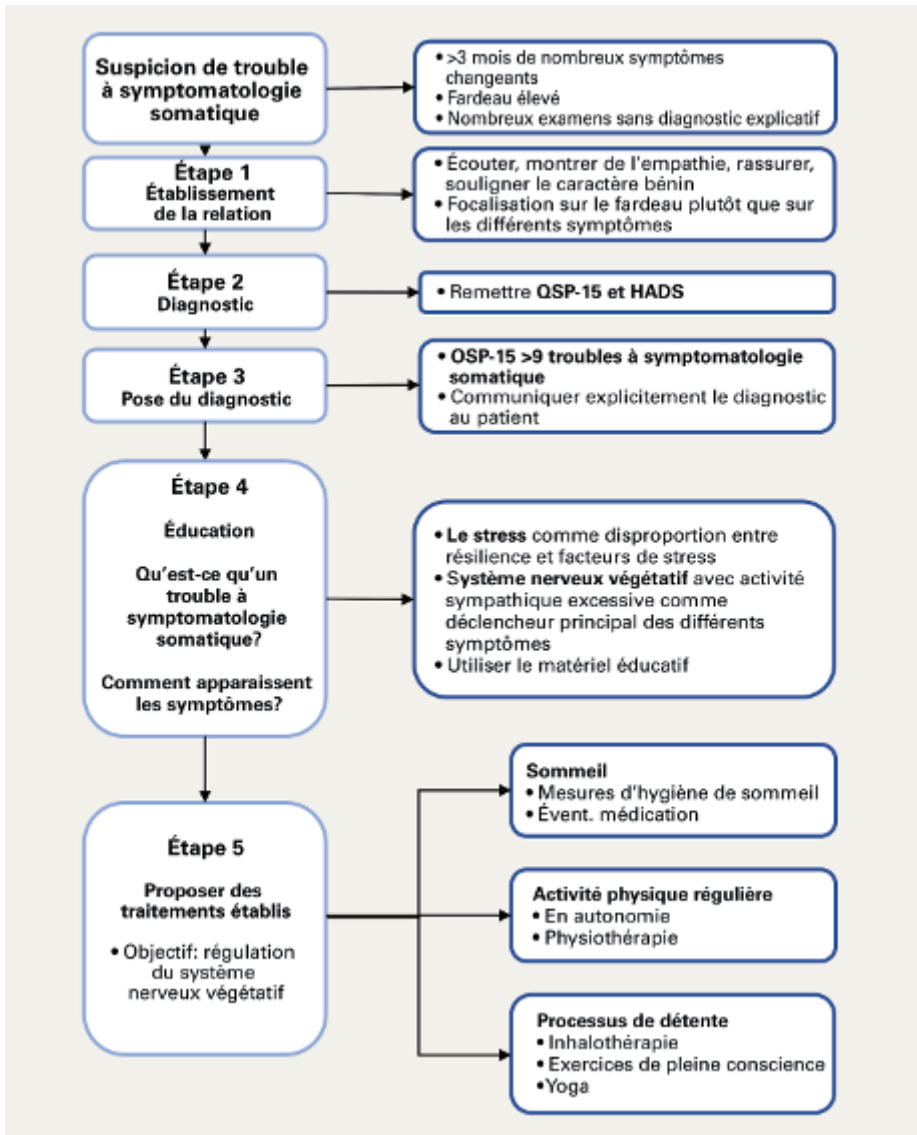 Suspicion de trouble
à symptomatologie
somatique
• >3 mois de nombreux symptômes
changeants
• Fardeau élevé
• Nombreux examens sans diagnostic explicatif
Étape 1
Établissement
de la relation
• Écouter, montrer de l'empathie, rassurer,
souligner le caractère bénin
• Focalisation sur le fardeau plutôt que sur
les différents symptômes
Étape 2
Diagnostic
• Remettre QSP-15 et HADS
Étape 3
Pose du diagnostic
• OSP-15 >9 troubles à symptomatologie
somatique
• Communiquer explicitement le diagnostic
au patient
Étape 4
Éducation
Qu'est-ce qu'un
trouble à
symptomatologie
somatique?
Comment apparaissent
les symptômes?
• Le stress comme disproportion entre
résilience et facteurs de stress
• Système nerveux végétatif avec activité
sympathique excessive comme
déclencheur principal des différents
symptômes
• Utiliser le matériel éducatif
Étape 5
Proposer des
traitements établis
• Objectif: régulation
du système
nerveux végétatif
Sommeil
• Mesures d'hygiène de sommeil
• Évent. médication
Activité physique régulière
• En autonomie
• Physiothérapie
Processus de détente
• Inhalothérapie
• Exercices de pleine conscience
• Yoga